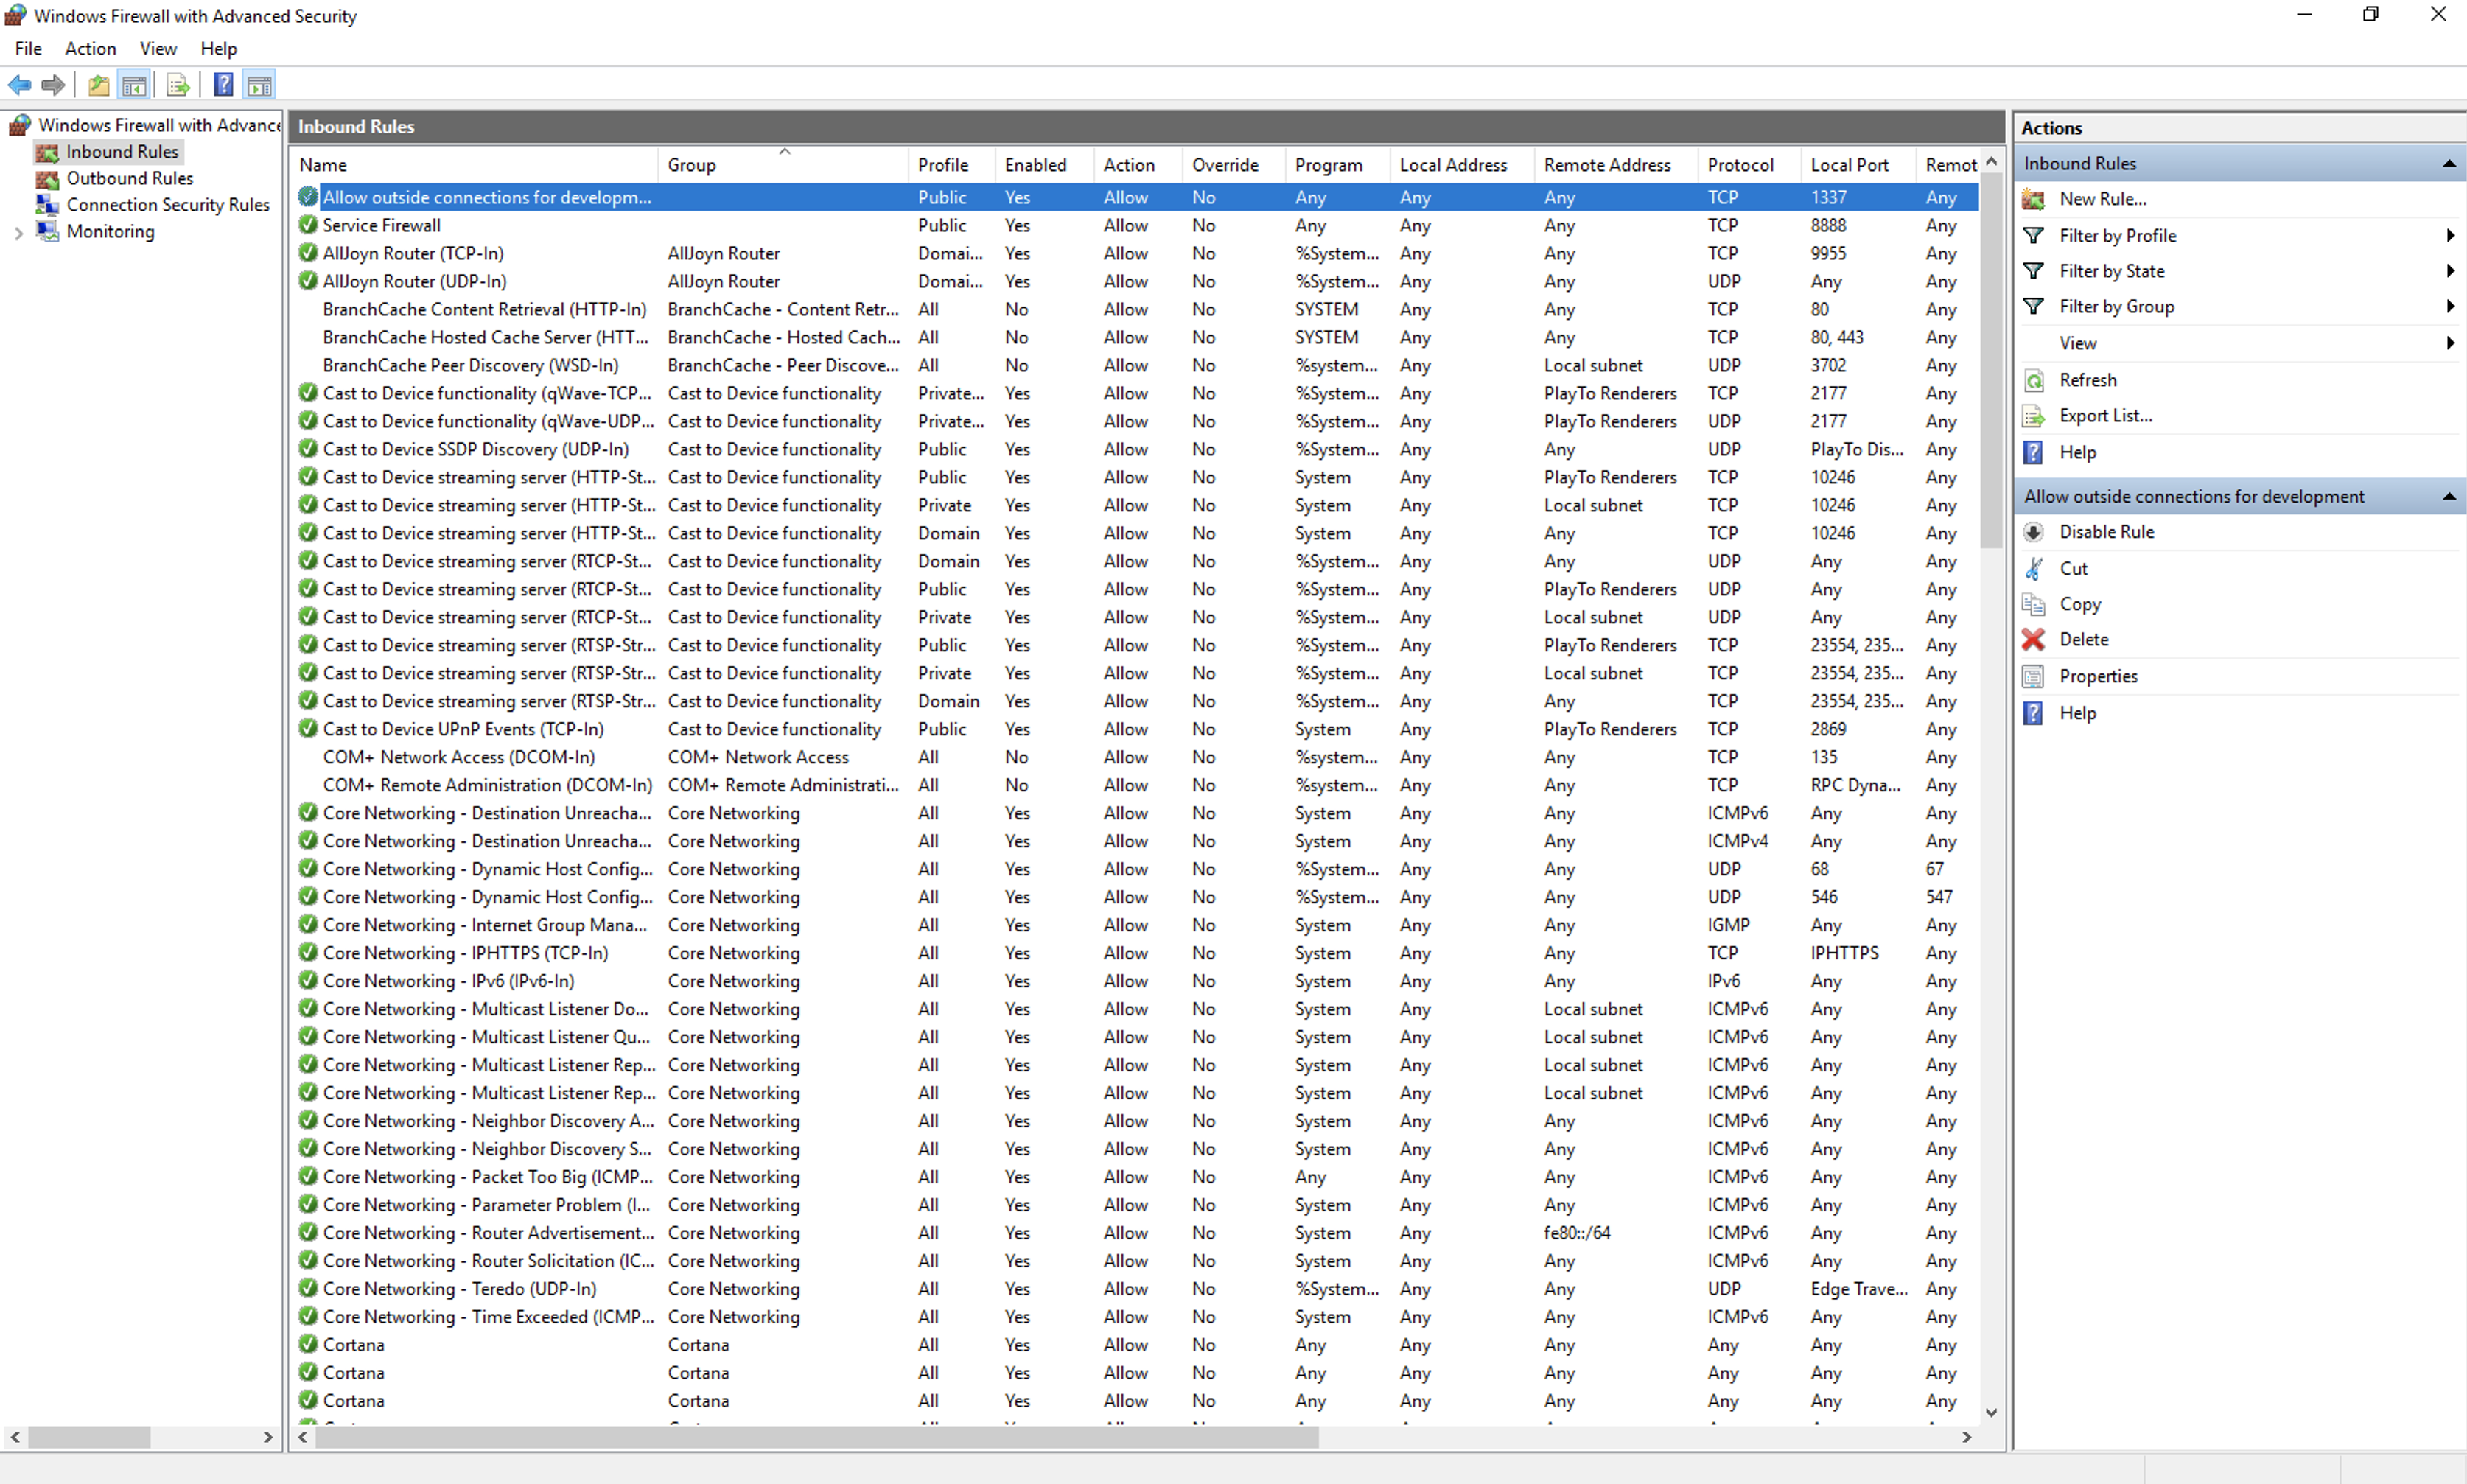 Windows Firewall with Advanced Security
File Action View Help
Windows Firewall with Advance
Inbound Rules
Outbound Rules
Connection Security Rules
Monitoring
Inbound Rules
Name Group Profile Enabled Action Override Program Local Address Remote Address Protocol Local Port Remot
Allow outside connections for developm... Public Yes Allow No Any Any Any TCP 1337 Any
Service Firewall Public Yes Allow No Any Any Any TCP 8888 Any
AllJoyn Router (TCP-In) AllJoyn Router Domai... Yes Allow No %System... Any Any TCP 9955 Any
AllJoyn Router (UDP-In) AllJoyn Router Domai... Yes Allow No %System... Any Any UDP Any Any
BranchCache Content Retrieval (HTTP-In) BranchCache - Content Retr... All No Allow No SYSTEM Any Any TCP 80 Any
BranchCache Hosted Cache Server (HTT... BranchCache - Hosted Cach... All No Allow No SYSTEM Any Any TCP 80, 443 Any
BranchCache Peer Discovery (WSD-In) BranchCache - Peer Discove... All No Allow No %system... Any Local subnet UDP 3702 Any
Cast to Device functionality (qWave-TCP... Cast to Device functionality Private... Yes Allow No %System... Any PlayTo Renderers TCP 2177 Any
Cast to Device functionality (qWave-UDP... Cast to Device functionality Private... Yes Allow No %System... Any PlayTo Renderers UDP 2177 Any
Cast to Device SSDP Discovery (UDP-In) Cast to Device functionality Public Yes Allow No %System... Any Any UDP PlayTo Dis... Any
Cast to Device streaming server (HTTP-St... Cast to Device functionality Public Yes Allow No System Any PlayTo Renderers TCP 10246 Any
Cast to Device streaming server (HTTP-St... Cast to Device functionality Private Yes Allow No System Any Local subnet TCP 10246 Any
Cast to Device streaming server (HTTP-St... Cast to Device functionality Domain Yes Allow No System Any Any TCP 10246 Any
Cast to Device streaming server (RTCP-St... Cast to Device functionality Domain Yes Allow No %System... Any Any UDP Any Any
Cast to Device streaming server (RTCP-St... Cast to Device functionality Public Yes Allow No %System... Any PlayTo Renderers UDP Any Any
Cast to Device streaming server (RTCP-St... Cast to Device functionality Private Yes Allow No %System... Any Local subnet UDP Any Any
Cast to Device streaming server (RTSP-Str... Cast to Device functionality Public Yes Allow No %System... Any PlayTo Renderers TCP 23554, 235... Any
Cast to Device streaming server (RTSP-Str... Cast to Device functionality Private Yes Allow No %System... Any Local subnet TCP 23554, 235... Any
Cast to Device streaming server (RTSP-Str... Cast to Device functionality Domain Yes Allow No %System... Any Any TCP 23554, 235... Any
Cast to Device UPnP Events (TCP-In) Cast to Device functionality Public Yes Allow No System Any PlayTo Renderers TCP 2869 Any
COM+ Network Access (DCOM-In) COM+ Network Access All No Allow No %system... Any Any TCP 135 Any
COM+ Remote Administration (DCOM-In) COM+ Remote Administrati... All No Allow No %system... Any Any TCP RPC Dyna... Any
Core Networking - Destination Unreacha... Core Networking All Yes Allow No System Any Any ICMPv6 Any Any
Core Networking - Destination Unreacha... Core Networking All Yes Allow No System Any Any ICMPv4 Any Any
Core Networking - Dynamic Host Config... Core Networking All Yes Allow No %System... Any Any UDP 68 67
Core Networking - Dynamic Host Config... Core Networking All Yes Allow No %System... Any Any UDP 546 547
Core Networking - Internet Group Mana... Core Networking All Yes Allow No System Any Any IGMP Any Any
Core Networking - IPHTTPS (TCP-In) Core Networking All Yes Allow No System Any Any TCP IPHTTPS Any
Core Networking - IPv6 (IPv6-In) Core Networking All Yes Allow No System Any Any IPv6 Any Any
Core Networking - Multicast Listener Do... Core Networking All Yes Allow No System Any Local subnet ICMPv6 Any Any
Core Networking - Multicast Listener Qu... Core Networking All Yes Allow No System Any Local subnet ICMPv6 Any Any
Core Networking - Multicast Listener Rep... Core Networking All Yes Allow No System Any Local subnet ICMPv6 Any Any
Core Networking - Multicast Listener Rep... Core Networking All Yes Allow No System Any Local subnet ICMPv6 Any Any
Core Networking - Neighbor Discovery A... Core Networking All Yes Allow No System Any Any ICMPv6 Any Any
Core Networking - Neighbor Discovery S... Core Networking All Yes Allow No System Any Any ICMPv6 Any Any
Core Networking - Packet Too Big (ICMP... Core Networking All Yes Allow No Any Any Any ICMPv6 Any Any
Core Networking - Parameter Problem (I... Core Networking All Yes Allow No System Any Any ICMPv6 Any Any
Core Networking - Router Advertisement... Core Networking All Yes Allow No System Any fe80::/64 ICMPv6 Any Any
Core Networking - Router Solicitation (IC... Core Networking All Yes Allow No System Any Any ICMPv6 Any Any
Core Networking - Teredo (UDP-In) Core Networking All Yes Allow No %System... Any Any UDP Edge Trave... Any
Core Networking - Time Exceeded (ICMP... Core Networking All Yes Allow No System Any Any ICMPv6 Any Any
Cortana Cortana All Yes Allow No Any Any Any Any Any Any
Cortana Cortana All Yes Allow No Any Any Any Any Any Any
Cortana Cortana All Yes Allow No Any Any Any Any Any Any
Actions
Inbound Rules
New Rule...
Filter by Profile
Filter by State
Filter by Group
View
Refresh
Export List...
Help
Allow outside connections for development
Disable Rule
Cut
Copy
Delete
Properties
Help